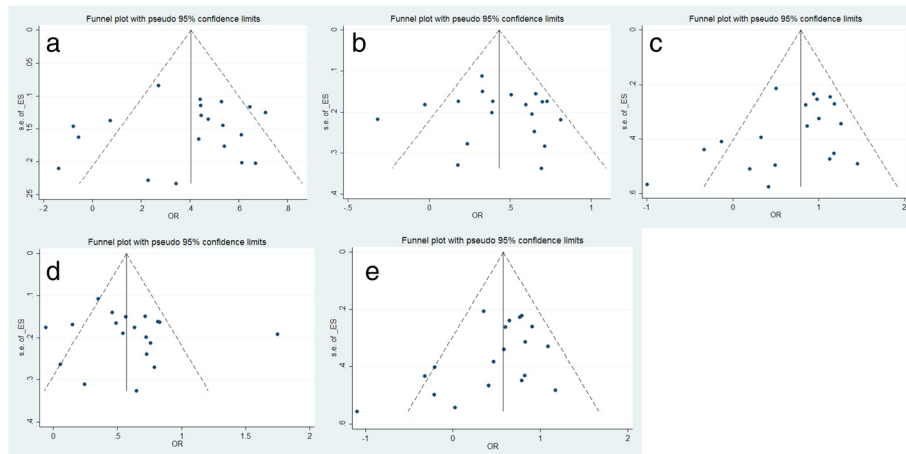 Funnel plot with pseudo 95% confidence limits
a
s.e. of _ES
0
.05
.1
.15
.2
.25
-.2
0
.2
.4
.6
.8
OR
Funnel plot with pseudo 95% confidence limits
b
s.e. of _ES
0
.1
.2
.3
.4
-.5
0
.5
1
OR
Funnel plot with pseudo 95% confidence limits
c
s.e. of _ES
0
.2
.4
.6
-1
0
1
2
OR
Funnel plot with pseudo 95% confidence limits
d
s.e. of _ES
0
.1
.2
.3
.4
0
.5
1
1.5
2
OR
Funnel plot with pseudo 95% confidence limits
e
s.e. of _ES
0
.2
.4
.6
-1
0
1
2
OR